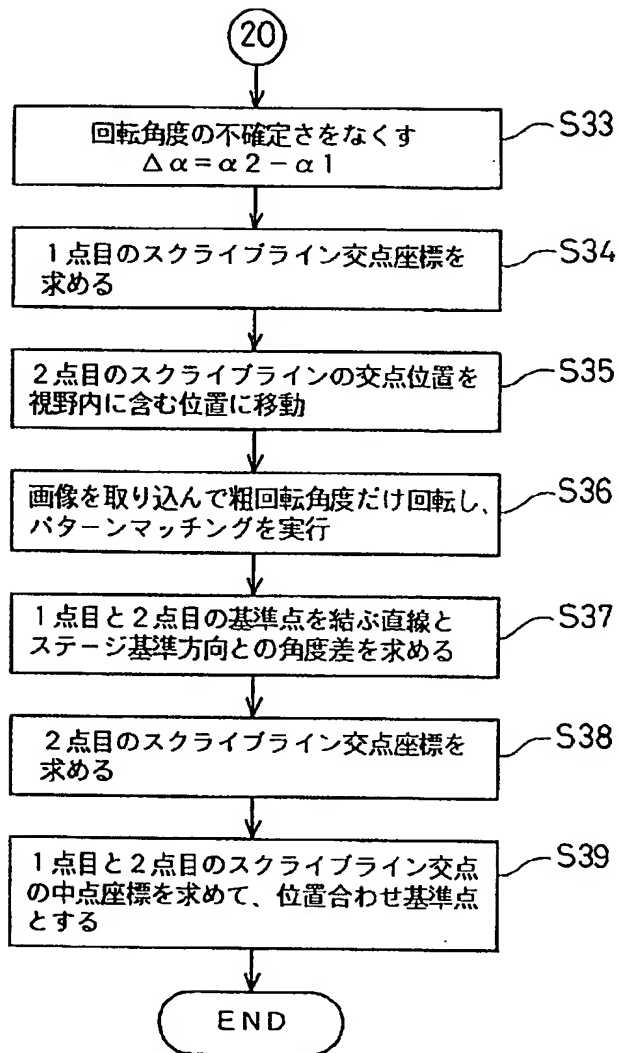 20
回転角度の不確定さをなくす
Δα=α2-α1
S33
1点目のスクライブライン交点座標を
求める
S34
2点目のスクライブラインの交点位置を
視野内に含む位置に移動
S35
画像を取り込んで粗回転角度だけ回転し、
パターンマッチングを実行
S36
1点目と2点目の基準点を結ぶ直線と
ステージ基準方向との角度差を求める
S37
2点目のスクライブライン交点座標を
求める
S38
1点目と2点目のスクライブライン交点
の中点座標を求めて、位置合わせ基準点
とする
S39
END